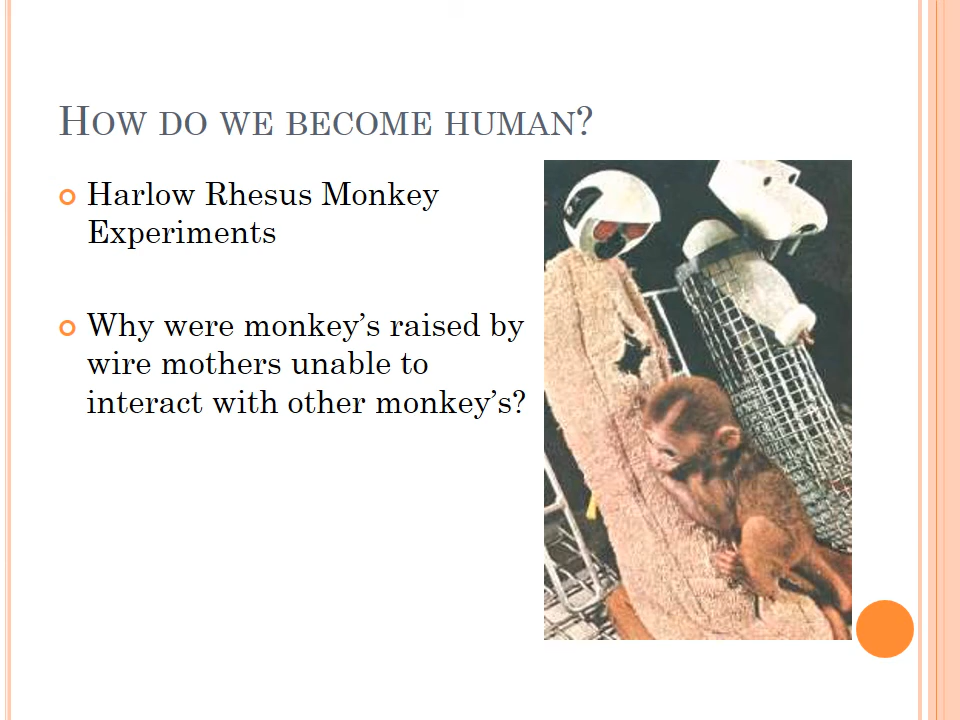 HOW DO WE BECOME HUMAN?
Harlow Rhesus Monkey
Experiments
Why were monkey's raised by
wire mothers unable to
interact with other monkey's?